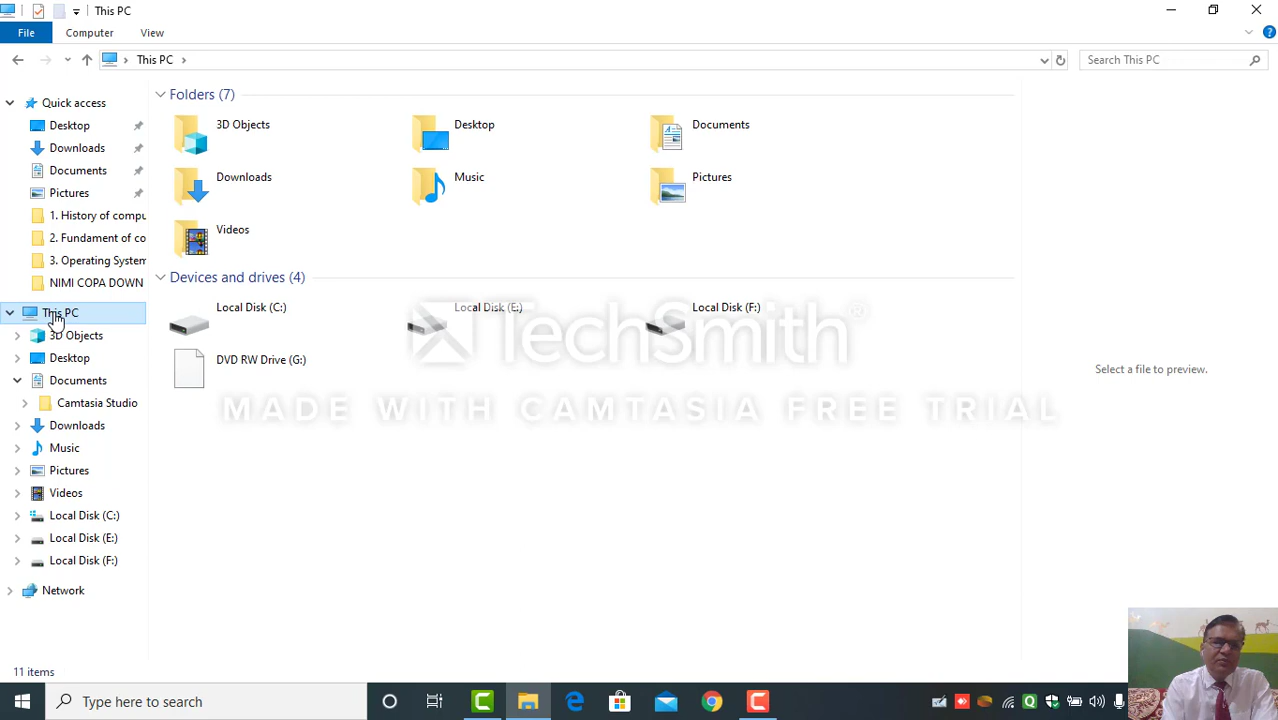 This PC
File
Computer
View
This PC
Search This PC
Quick access
Desktop
Downloads
Documents
Pictures
1. History of compu
2. Fundament of co
3. Operating System
NIMI COPA DOWN
This PC
3D Objects
Desktop
Documents
Camtasia Studio
Downloads
Music
Pictures
Videos
Local Disk (C:)
Local Disk (E:)
Local Disk (F:)
Network
Folders (7)
3D Objects
Desktop
Documents
Downloads
Music
Pictures
Videos
Devices and drives (4)
Local Disk (C:)
Local Disk (E:)
Local Disk (F:)
DVD RW Drive (G:)
TechSmith®
MADE WITH CAMTASIA FREE TRIAL
Select a file to preview.
11 items
Type here to search